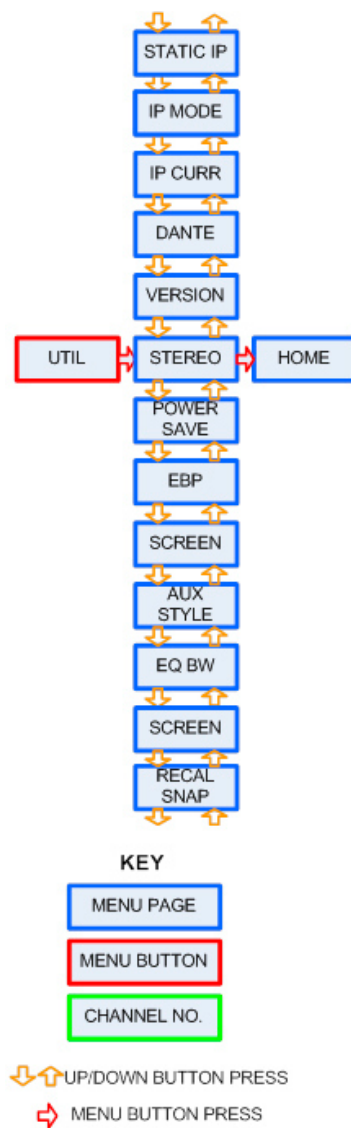 STATIC IP
IP MODE
IP CURR
DANTE
VERSION
UTIL
STEREO
HOME
POWER
SAVE
EBP
SCREEN
AUX
STYLE
EQ BW
SCREEN
RECAL
SNAP
KEY
MENU PAGE
MENU BUTTON
CHANNEL NO.
UP/DOWN BUTTON PRESS
MENU BUTTON PRESS